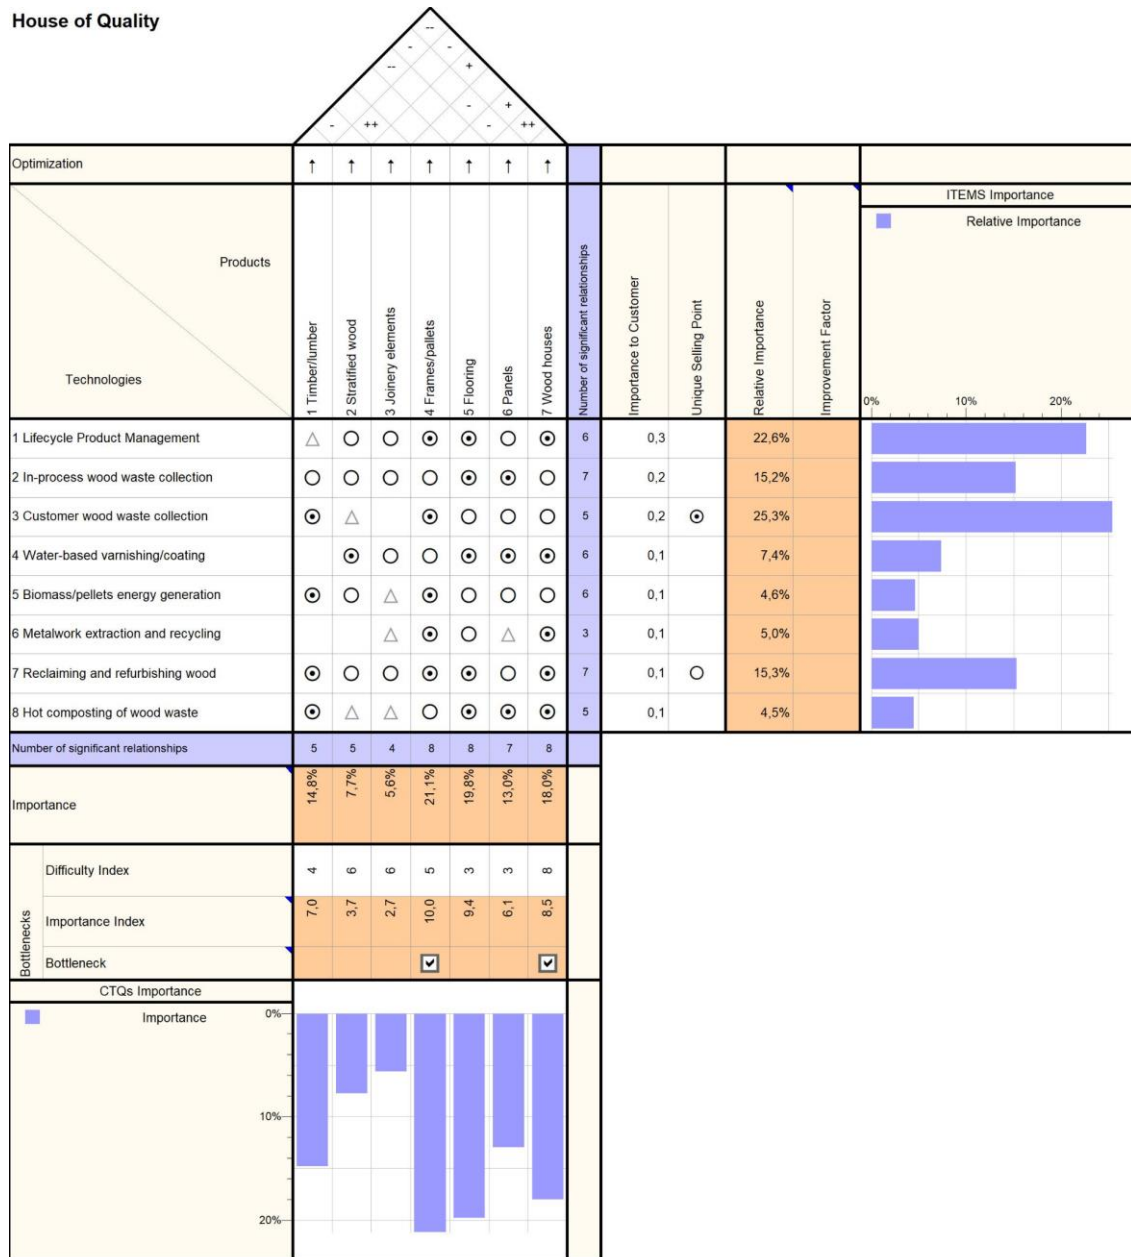 House of Quality
--
- -
-- +
- +
- ++ - ++
Optimization ↑ ↑ ↑ ↑ ↑ ↑ ↑
Products
Technologies
1 Timber/lumber
2 Stratified wood
3 Joinery elements
4 Frames/pallets
5 Flooring
6 Panels
7 Wood houses
Number of significant relationships
Importance to Customer
Unique Selling Point
Relative Importance
Improvement Factor
ITEMS Importance
Relative Importance
0% 10% 20%
1 Lifecycle Product Management △ ○ ○ ⦿ ⦿ ○ ⦿ 6 0,3 22,6%
2 In-process wood waste collection ○ ○ ○ ○ ⦿ ⦿ ○ 7 0,2 15,2%
3 Customer wood waste collection ⦿ △ ⦿ ○ ○ ○ 5 0,2 ⦿ 25,3%
4 Water-based varnishing/coating ⦿ ○ ○ ⦿ ⦿ ⦿ 6 0,1 7,4%
5 Biomass/pellets energy generation ⦿ ○ △ ⦿ ○ ○ ○ 6 0,1 4,6%
6 Metalwork extraction and recycling △ ⦿ ○ △ ⦿ 3 0,1 5,0%
7 Reclaiming and refurbishing wood ⦿ ○ ○ ⦿ ⦿ ○ ⦿ 7 0,1 ○ 15,3%
8 Hot composting of wood waste ⦿ △ △ ○ ⦿ ⦿ ⦿ 5 0,1 4,5%
Number of significant relationships 5 5 4 8 8 7 8
Importance 14,8% 7,7% 5,6% 21,1% 19,8% 13,0% 18,0%
Bottlenecks
Difficulty Index 4 6 6 5 3 3 8
Importance Index 7,0 3,7 2,7 10,0 9,4 6,1 8,5
Bottleneck ☑ ☑
CTQs Importance
Importance
0%
10%
20%